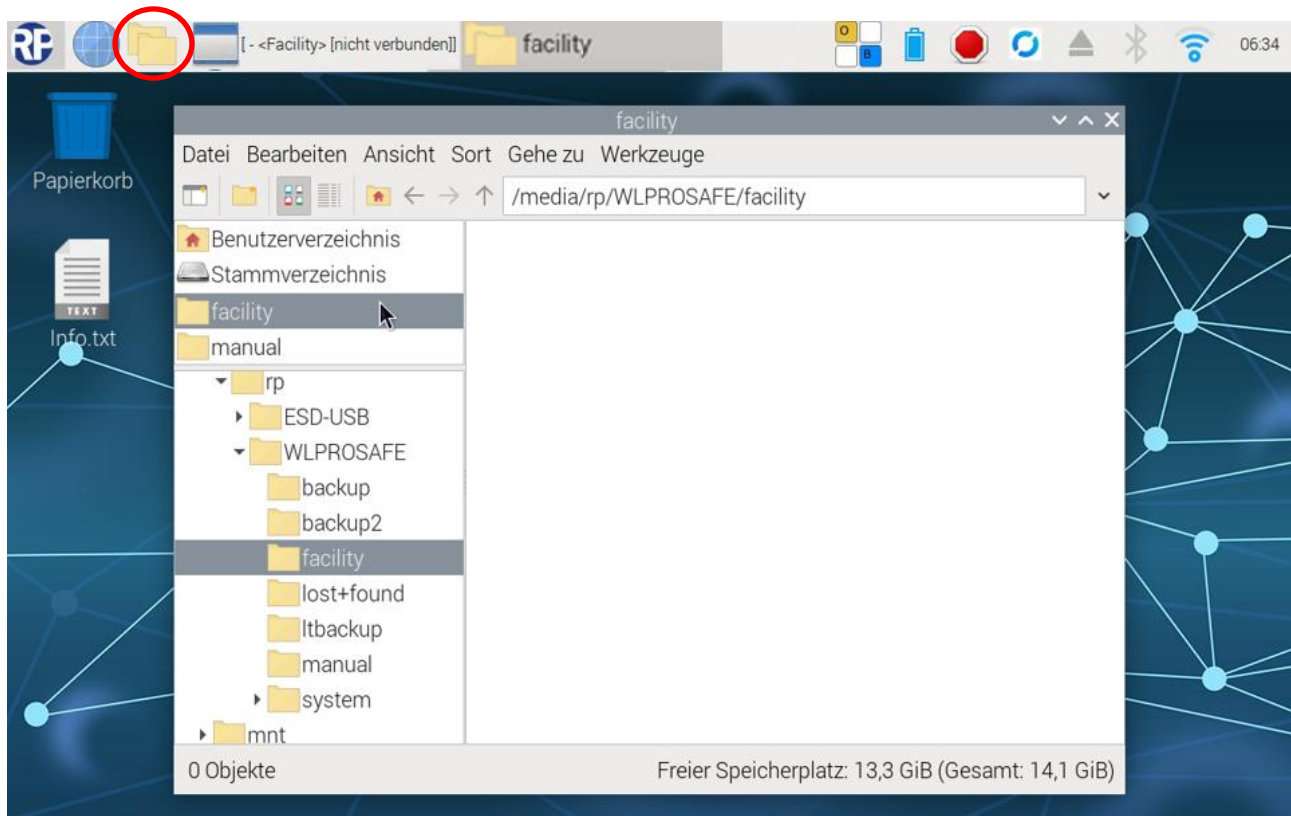 RP [ - <Facility> [nicht verbunden]] facility O B 06:34
facility
Datei Bearbeiten Ansicht Sort Gehe zu Werkzeuge
Papierkorb
/media/rp/WLPROSAFE/facility
Benutzerverzeichnis
Stammverzeichnis
TEXT
facility
Info.txt
manual
rp
ESD-USB
WLPROSAFE
backup
backup2
facility
lost+found
ltbackup
manual
system
mnt
0 Objekte Freier Speicherplatz: 13,3 GiB (Gesamt: 14,1 GiB)